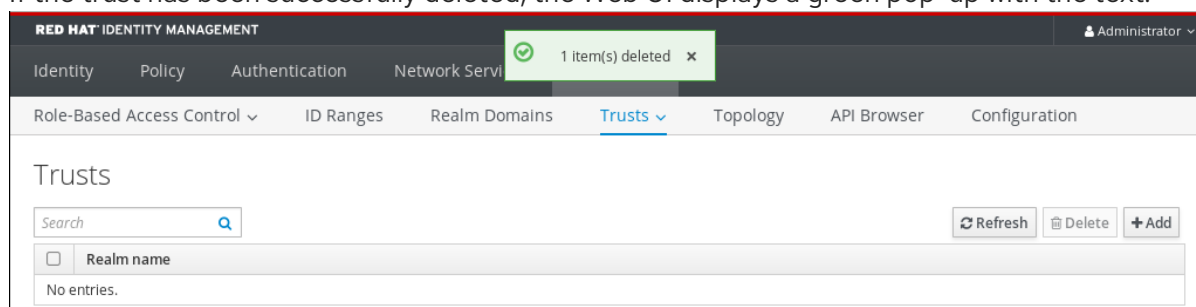 If the trust has been successfully deleted, the Web UI displays a green pop-up with the text:
RED HAT® IDENTITY MANAGEMENT Administrator
1 item(s) deleted ×
Identity Policy Authentication Network Servi
Role-Based Access Control ID Ranges Realm Domains Trusts Topology API Browser Configuration
Trusts
Search Refresh Delete + Add
Realm name
No entries.